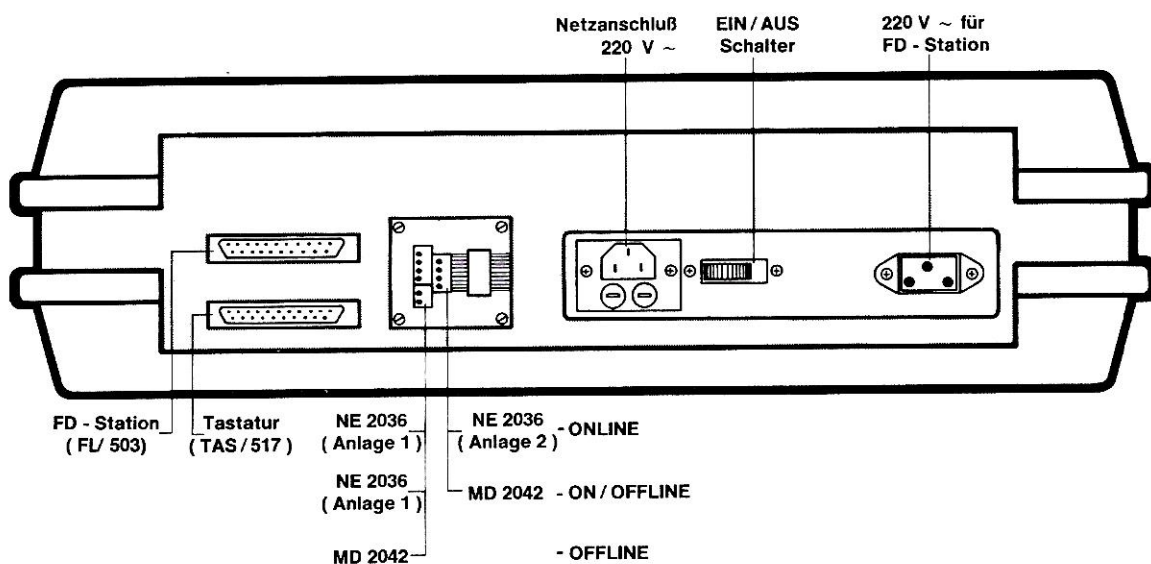 Netzanschluß
220 V ~
EIN / AUS
Schalter
220 V ~ für
FD - Station
FD - Station
( FL/ 503)
Tastatur
( TAS / 517 )
NE 2036
( Anlage 1 )
NE 2036
( Anlage 2 )
- ONLINE
NE 2036
( Anlage 1 )
MD 2042
- ON / OFFLINE
MD 2042
- OFFLINE